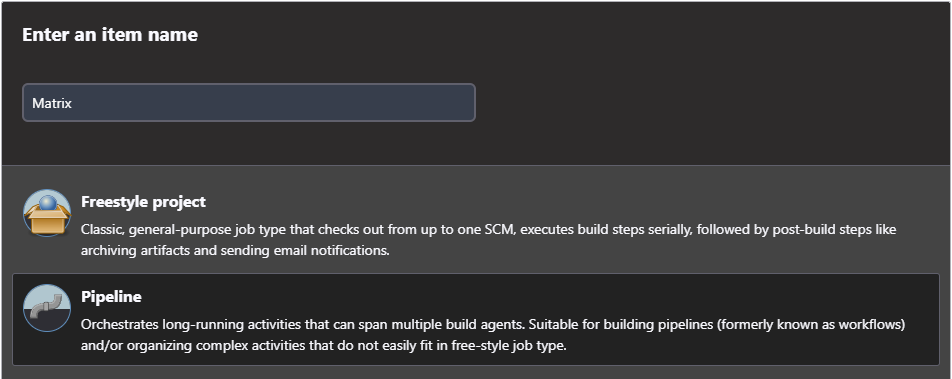 Enter an item name
Matrix
Freestyle project
Classic, general-purpose job type that checks out from up to one SCM, executes build steps serially, followed by post-build steps like
archiving artifacts and sending email notifications.
Pipeline
Orchestrates long-running activities that can span multiple build agents. Suitable for building pipelines (formerly known as workflows)
and/or organizing complex activities that do not easily fit in free-style job type.